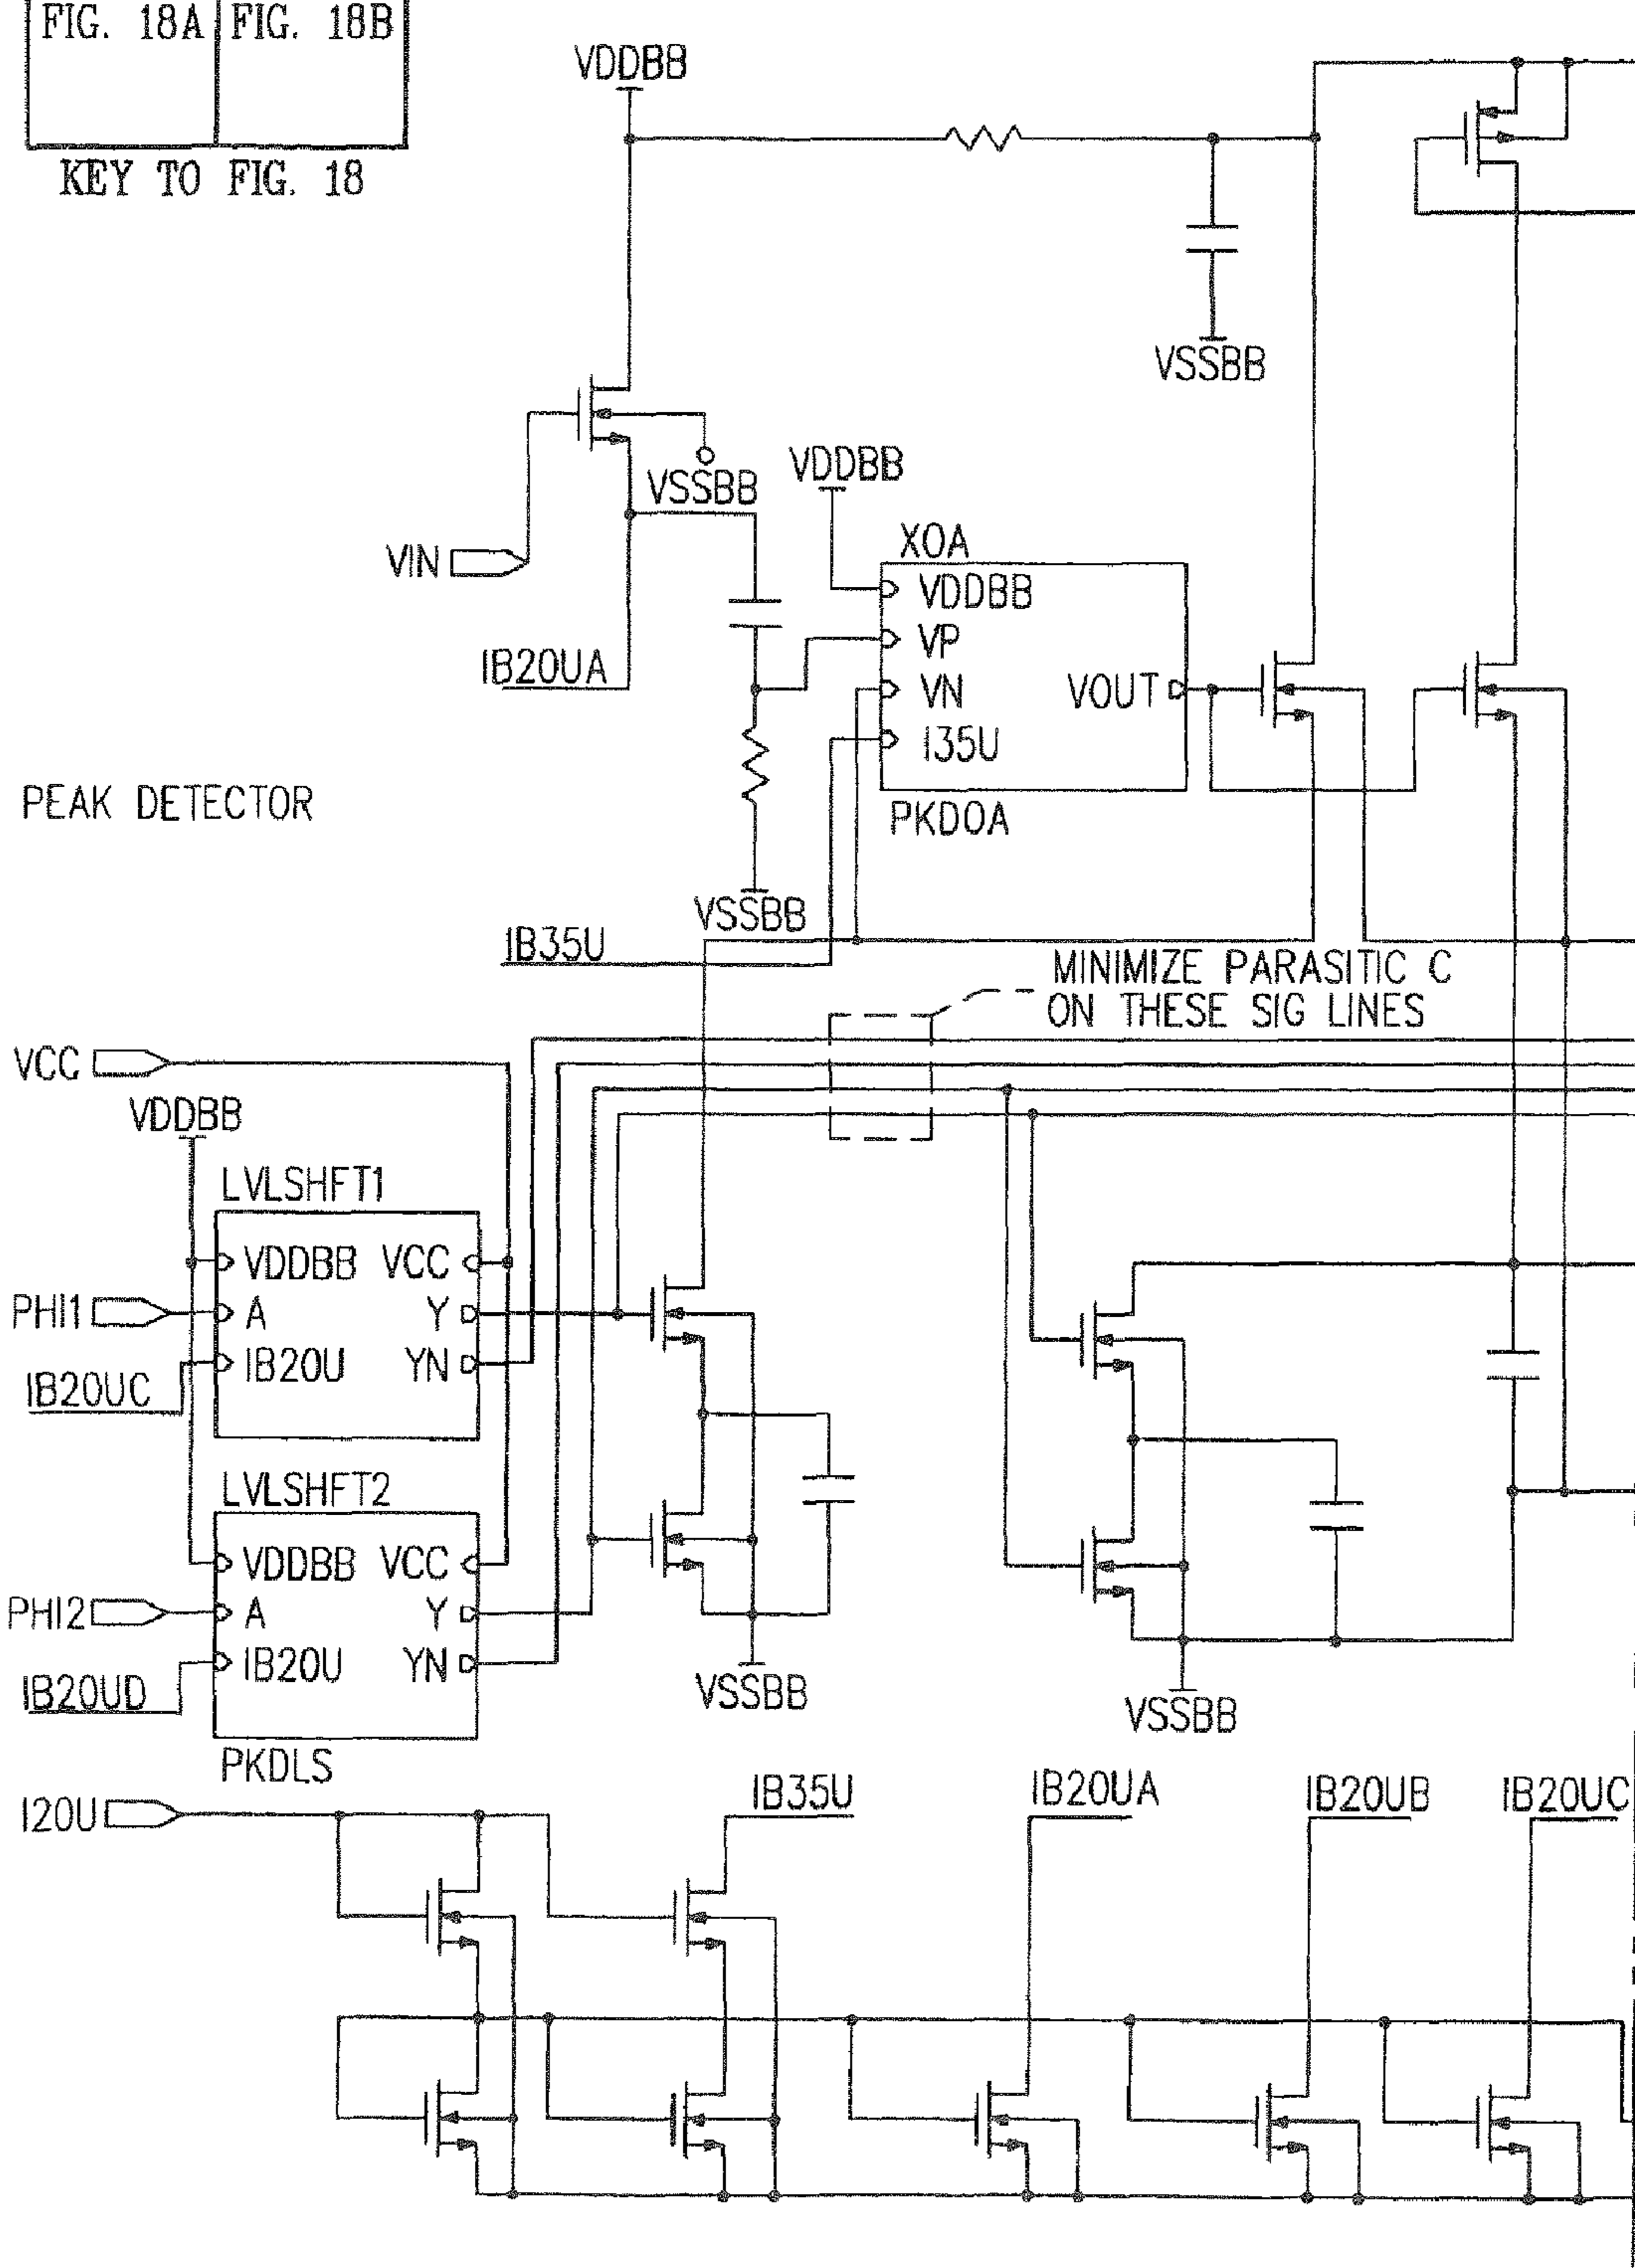 FIG. 18A FIG. 18B
KEY TO FIG. 18
VDDBB
VSSBB
VSSBB
VDDBB
VIN
IB20UA
XOA
VDDBB
VP
VN
I35U
VOUT
PKDOA
PEAK DETECTOR
VSSBB
IB35U
MINIMIZE PARASITIC C
ON THESE SIG LINES
VCC
VDDBB
LVLSHFT1
VDDBB VCC
PHI1
A Y
IB20U YN
IB20UC
LVLSHFT2
VDDBB VCC
PHI2
A Y
IB20U YN
IB20UD
VSSBB
VSSBB
PKDLS
I20U
IB35U
IB20UA
IB20UB
IB20UC